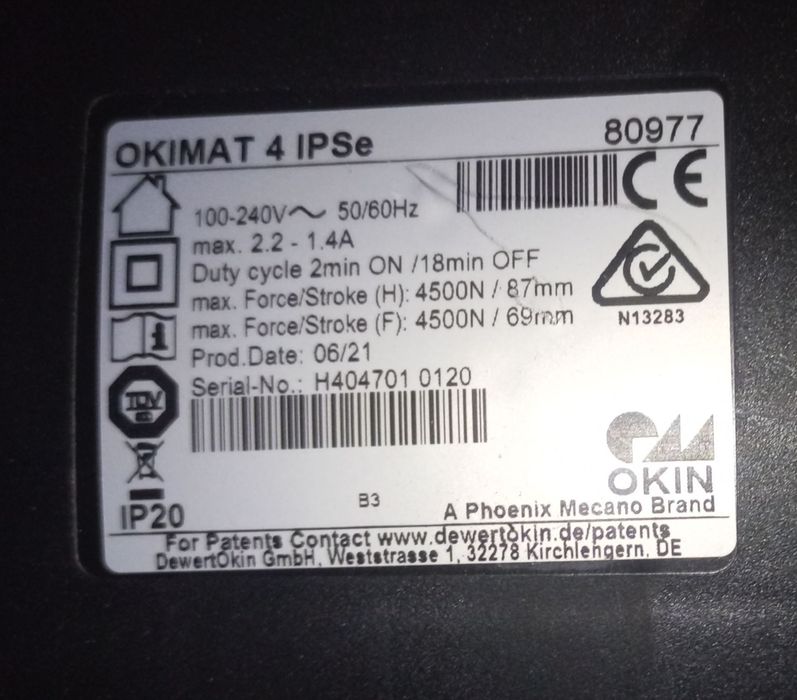 OKIMAT 4 IPSe 80977
CE
100-240V~ 50/60Hz
max. 2.2 - 1.4A
Duty cycle 2min ON /18min OFF
max. Force/Stroke (H): 4500N / 87mm
max. Force/Stroke (F): 4500N / 69mm
N13283
Prod.Date: 06/21
Serial-No.: H404701 0120
TÜV
OKIN
IP20
B3
A Phoenix Mecano Brand
For Patents Contact www.dewertokin.de/patents
DewertOkin GmbH, Weststrasse 1, 32278 Kirchlengern, DE